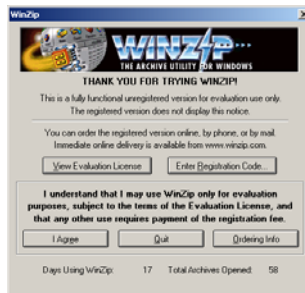 WinZip
WINZIP
THE ARCHIVE UTILITY FOR WINDOWS
THANK YOU FOR TRYING WINZIP!
This is a fully functional unregistered version for evaluation use only.
The registered version does not display this notice.
You can order the registered version online, by phone, or by mail.
Immediate online delivery is available from www.winzip.com.
View Evaluation License
Enter Registration Code...
I understand that I may use WinZip only for evaluation
purposes, subject to the terms of the Evaluation License, and
that any other use requires payment of the registration fee.
I Agree
Quit
Ordering Info
Days Using WinZip: 17 Total Archives Opened: 58